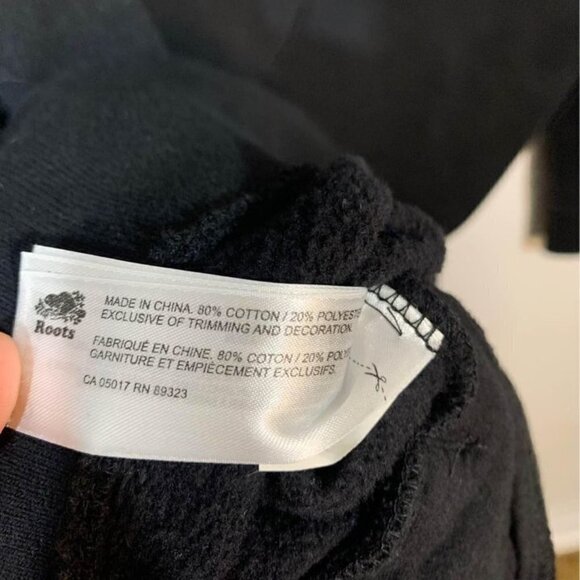 Roots
MADE IN CHINA. 80% COTTON / 20% POLYESTE
EXCLUSIVE OF TRIMMING AND DECORATION.
FABRIQUÉ EN CHINE, 80% COTON / 20% POLY
GARNITURE ET EMPIÈCEMENT EXCLUSIFS.
CA 05017 RN 89323